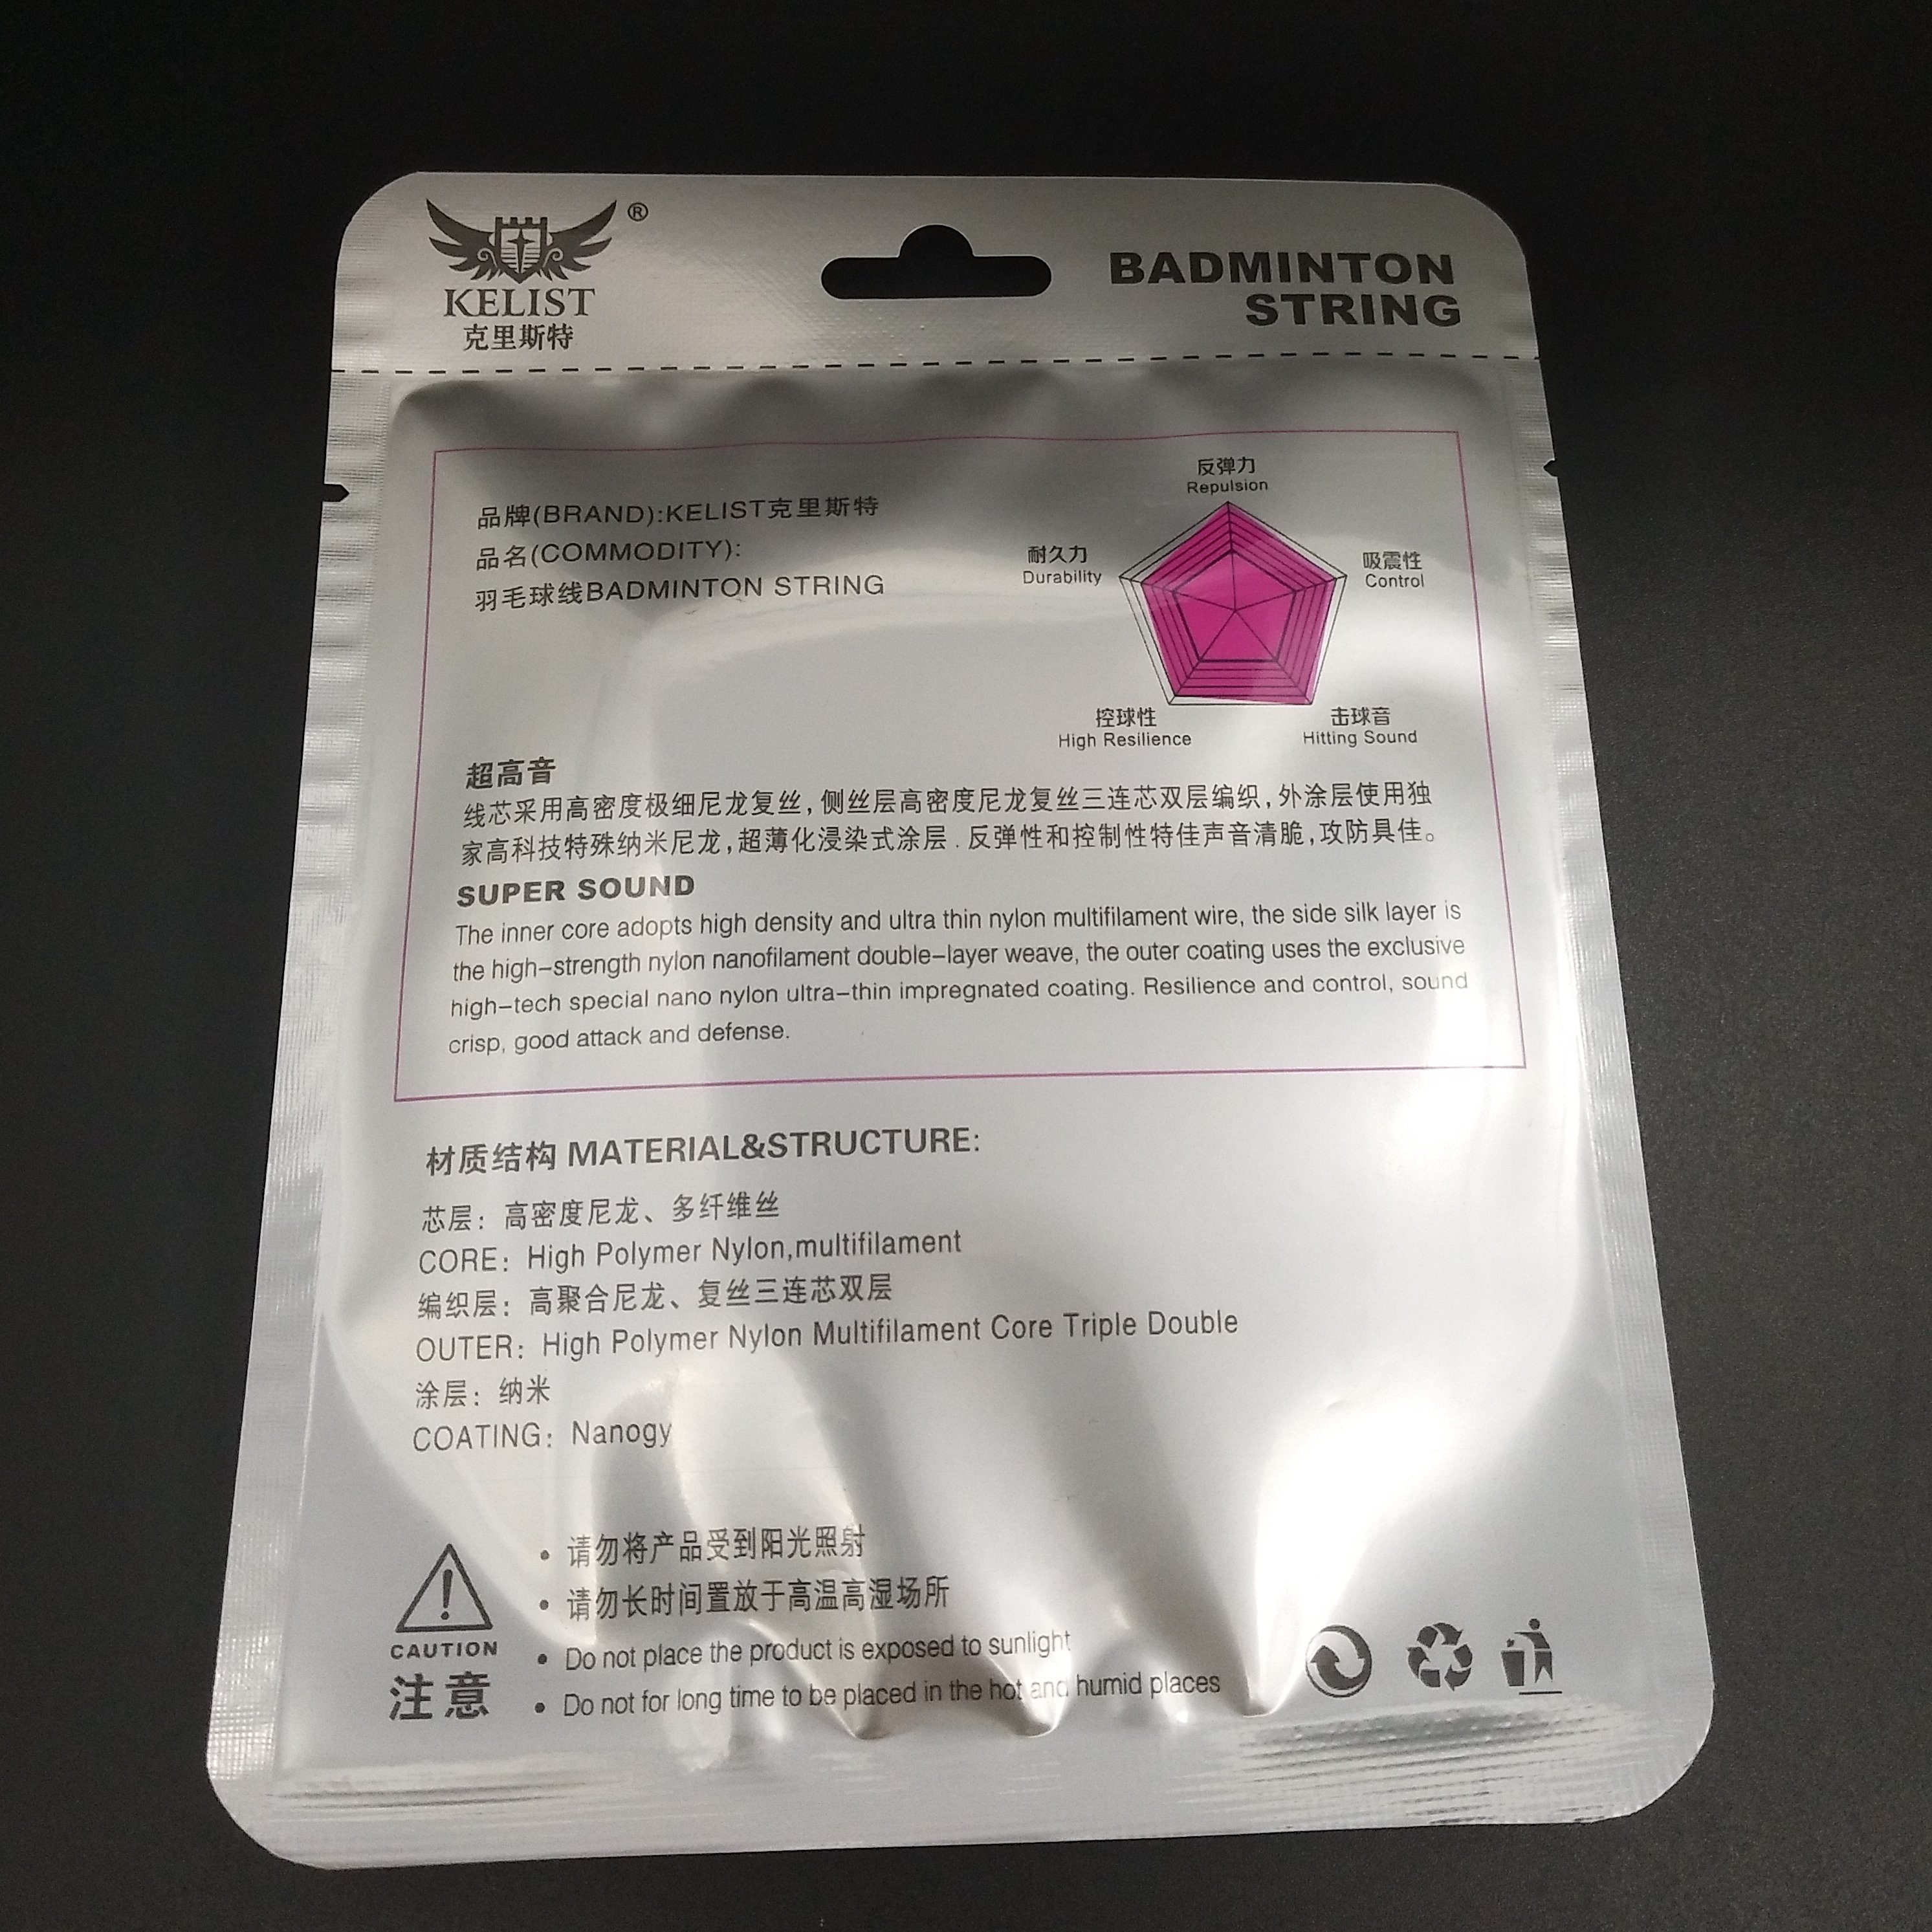 ®
KELIST
克里斯特
BADMINTON
STRING
品牌(BRAND):KELIST克里斯特
品名(COMMODITY):
羽毛球线BADMINTON STRING
反弹力
Repulsion
耐久力
Durability
吸震性
Control
控球性
High Resilience
击球音
Hitting Sound
超高音
线芯采用高密度极细尼龙复丝,侧丝层高密度尼龙复丝三连芯双层编织,外涂层使用独
家高科技特殊纳米尼龙,超薄化浸染式涂层.反弹性和控制性特佳声音清脆,攻防具佳。
SUPER SOUND
The inner core adopts high density and ultra thin nylon multifilament wire, the side silk layer is
the high-strength nylon nanofilament double-layer weave, the outer coating uses the exclusive
high-tech special nano nylon ultra-thin impregnated coating. Resilience and control, sound
crisp, good attack and defense.
材质结构 MATERIAL&STRUCTURE:
芯层：高密度尼龙、多纤维丝
CORE：High Polymer Nylon,multifilament
编织层：高聚合尼龙、复丝三连芯双层
OUTER：High Polymer Nylon Multifilament Core Triple Double
涂层：纳米
COATING：Nanogy
CAUTION
注意
• 请勿将产品受到阳光照射
• 请勿长时间置放于高温高湿场所
• Do not place the product is exposed to sunlight
• Do not for long time to be placed in the hot and humid places